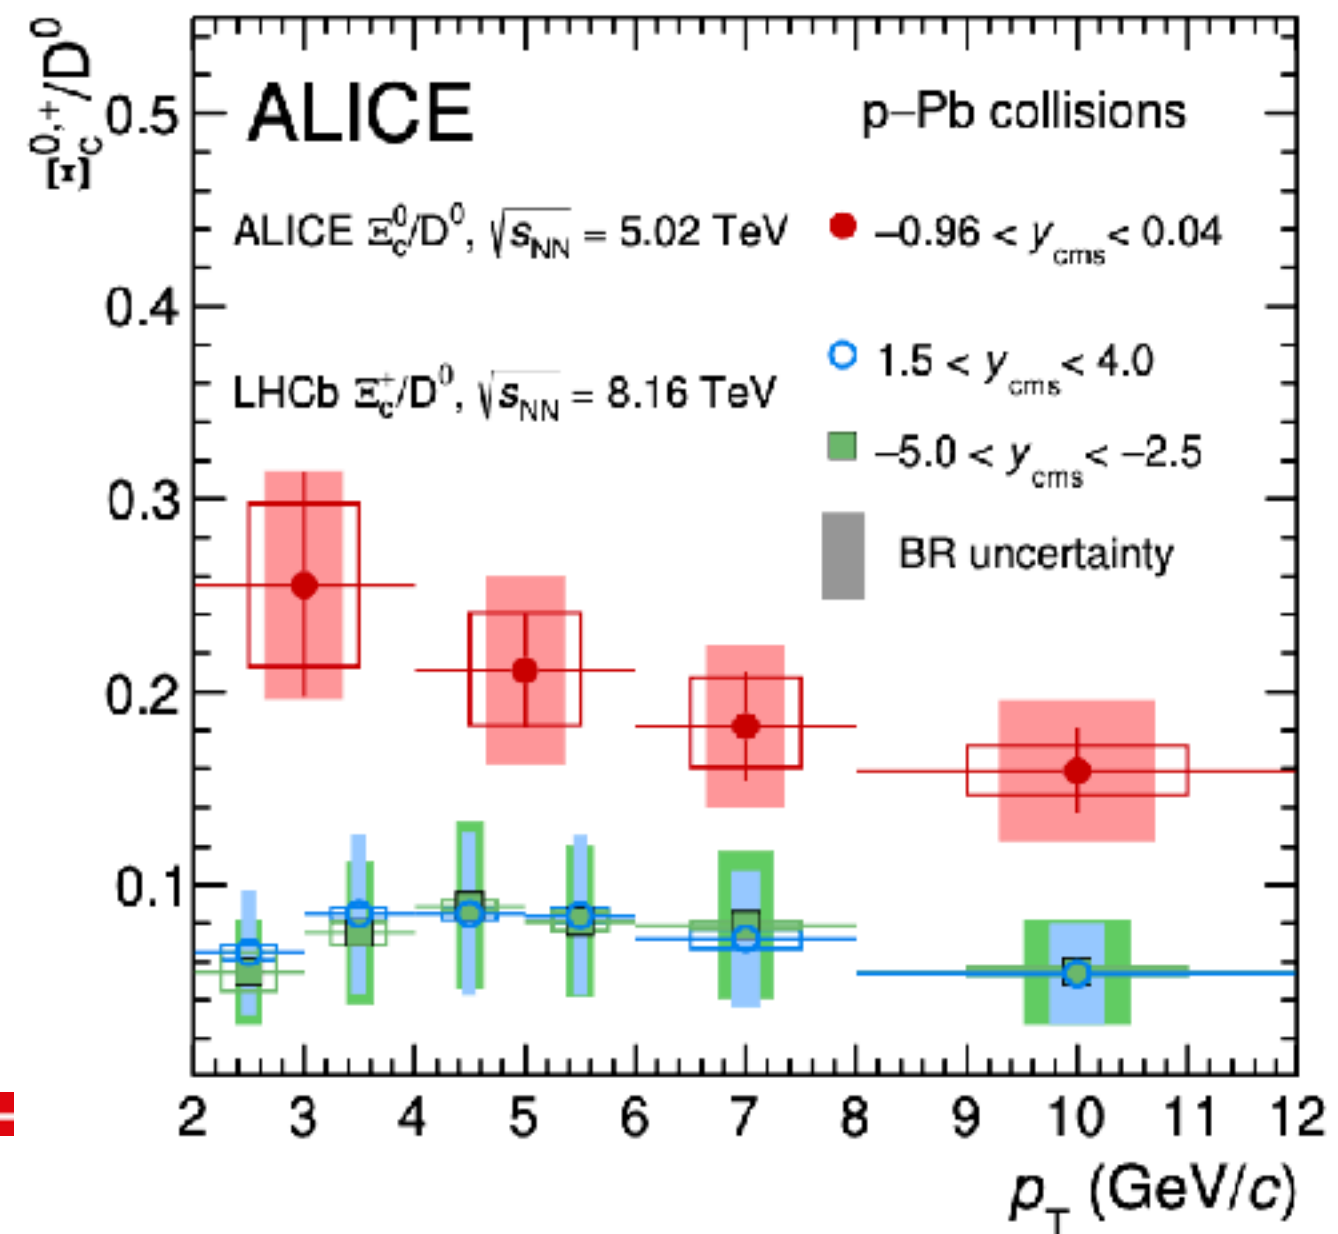 Ξc0,+/D0
ALICE
p–Pb collisions
ALICE Ξc0/D0, √sNN = 5.02 TeV
–0.96 < ycms < 0.04
1.5 < ycms < 4.0
LHCb Ξc+/D0, √sNN = 8.16 TeV
–5.0 < ycms < –2.5
BR uncertainty
0.5
0.4
0.3
0.2
0.1
2 3 4 5 6 7 8 9 10 11 12
pT (GeV/c)